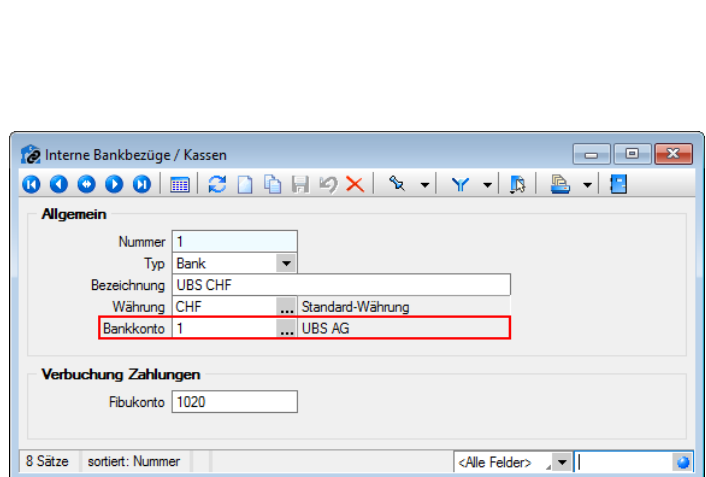 Interne Bankbezüge / Kassen
Allgemein
Nummer 1
Typ Bank
Bezeichnung UBS CHF
Währung CHF ... Standard-Währung
Bankkonto 1 ... UBS AG
Verbuchung Zahlungen
Fibukonto 1020
8 Sätze sortiert: Nummer <Alle Felder>